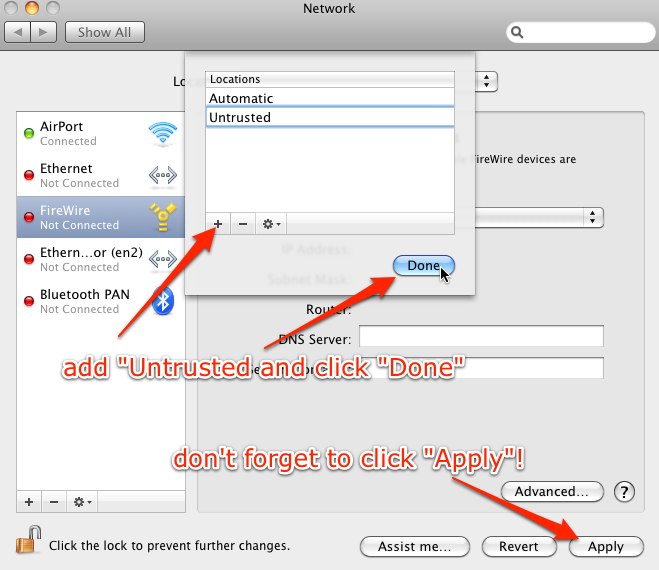 Network
Show All
Lo
Locations
Automatic
Untrusted
AirPort
Connected
Ethernet
Not Connected
FireWire
Not Connected
FireWire devices are
Ethern...or (en2)
Not Connected
IP Address:
Done
Subnet Mask:
Bluetooth PAN
Not Connected
Router:
DNS Server:
add "Untrusted and click "Done"
don't forget to click "Apply"!
Advanced...
?
Click the lock to prevent further changes.
Assist me...
Revert
Apply